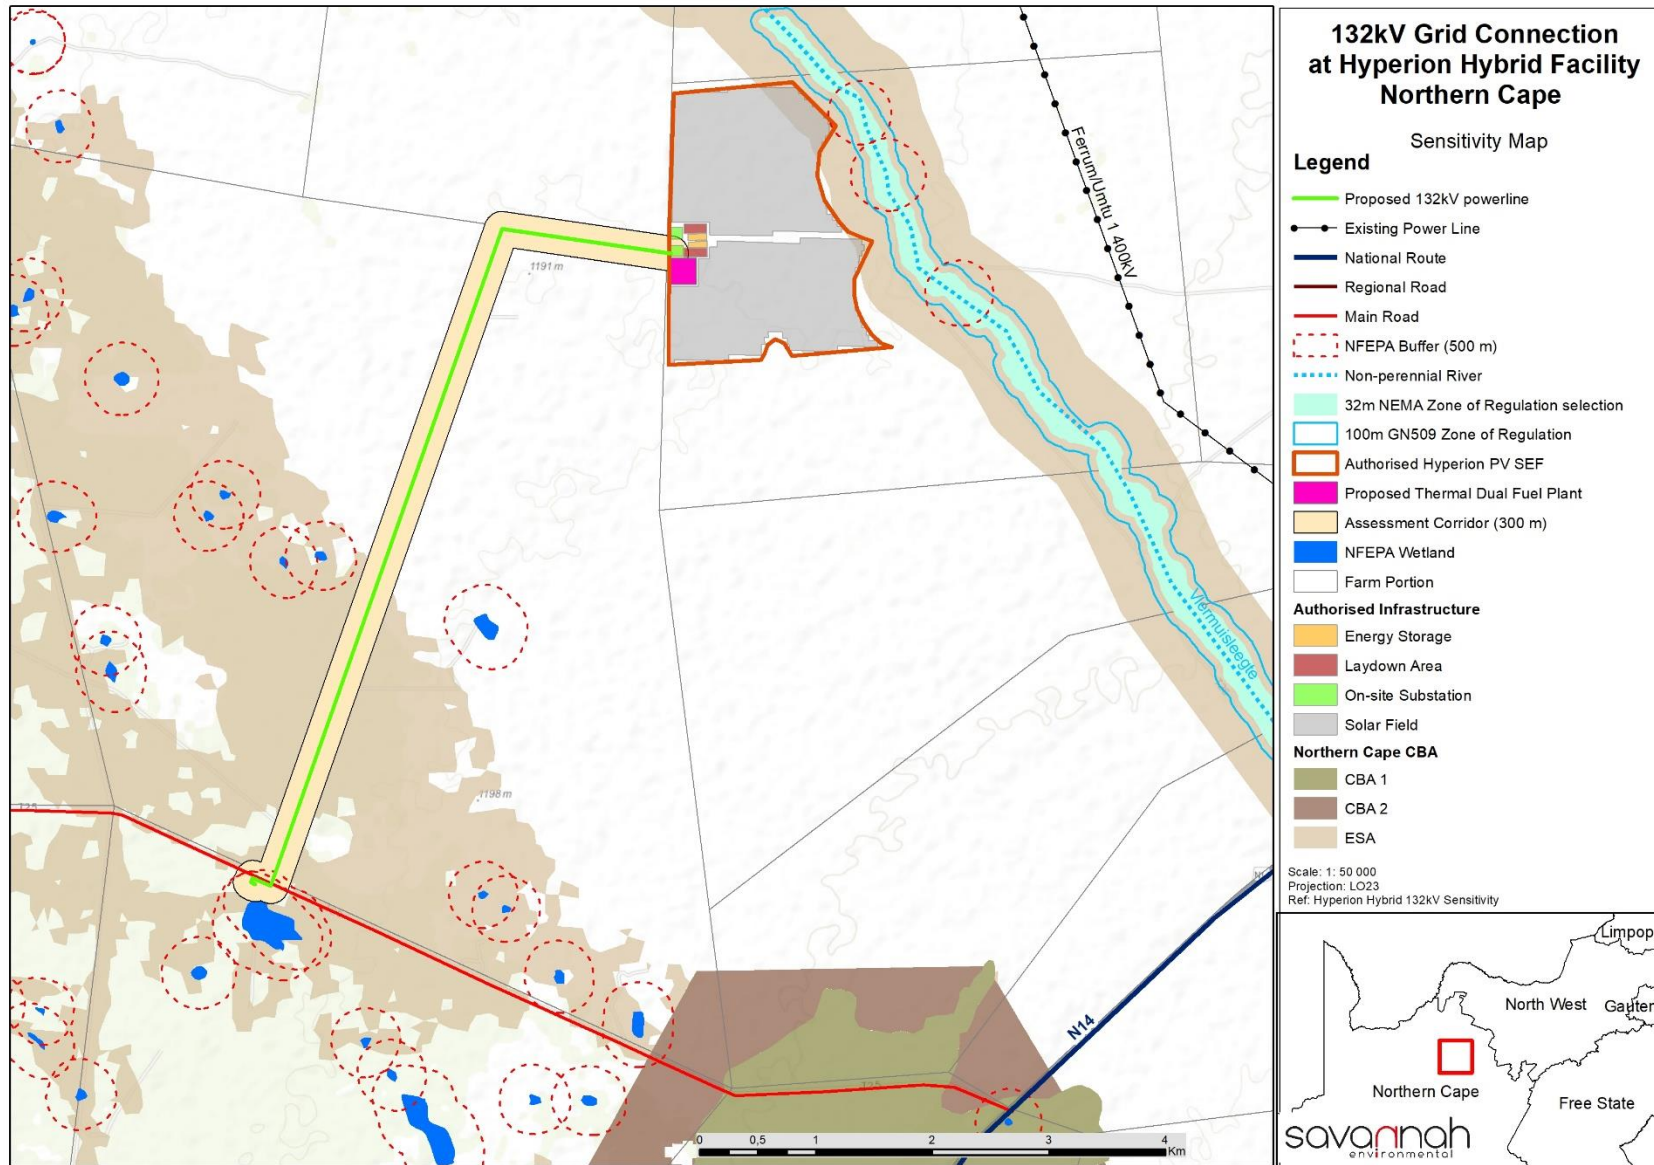 132kV Grid Connection
at Hyperion Hybrid Facility
Northern Cape
Sensitivity Map
Legend
Proposed 132kV powerline
Existing Power Line
National Route
Regional Road
Main Road
NFEPA Buffer (500 m)
Non-perennial River
32m NEMA Zone of Regulation selection
100m GN509 Zone of Regulation
Authorised Hyperion PV SEF
Proposed Thermal Dual Fuel Plant
Assessment Corridor (300 m)
NFEPA Wetland
Farm Portion
Authorised Infrastructure
Energy Storage
Laydown Area
On-site Substation
Solar Field
Northern Cape CBA
CBA 1
CBA 2
ESA
Scale: 1: 50 000
Projection: LO23
Ref: Hyperion Hybrid 132kV Sensitivity
Limpop
North West
Gauten
Northern Cape
Free State
savannah
environmental
Ferrum/Umtu 1 400kV
1191 m
Vlermuisleegte
1198 m
N14
0 0,5 1 2 3 4
Km